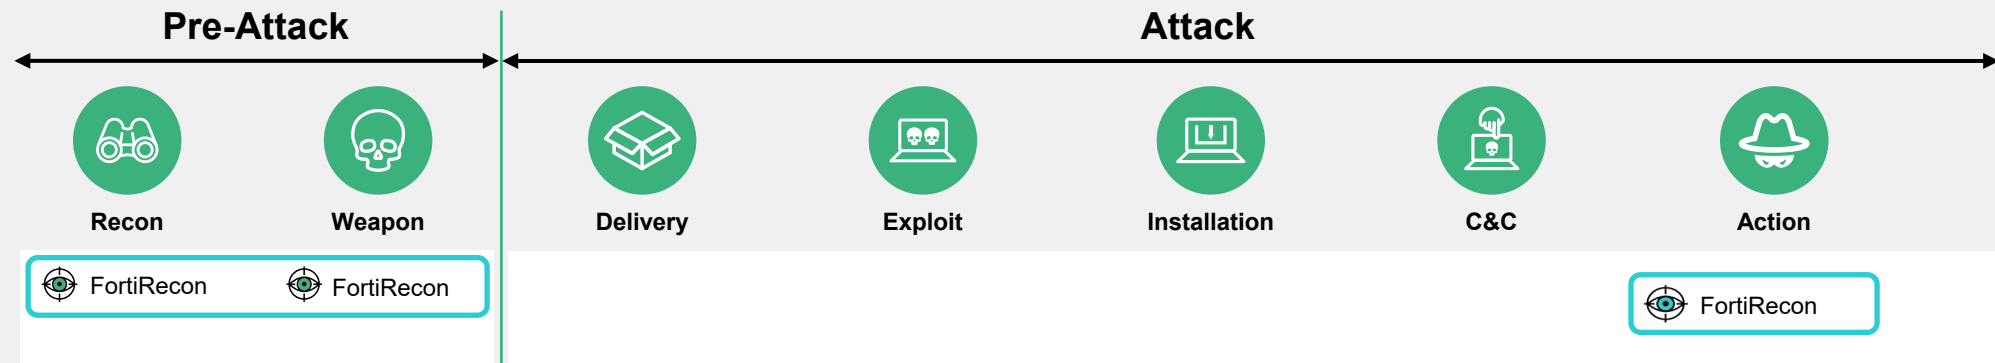 Pre-Attack
Attack
Recon
Weapon
Delivery
Exploit
Installation
C&C
Action
FortiRecon
FortiRecon
FortiRecon